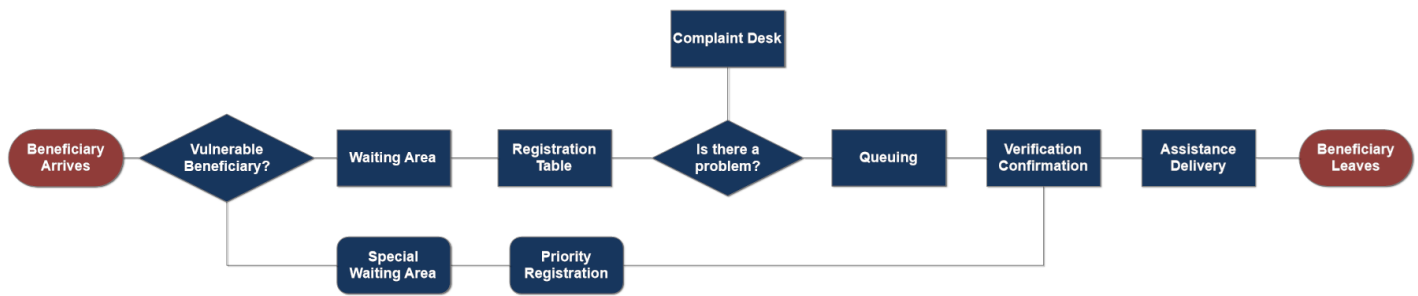 Complaint Desk
Beneficiary
Arrives
Vulnerable
Beneficiary?
Waiting Area
Registration
Table
Is there a
problem?
Queuing
Verification
Confirmation
Assistance
Delivery
Beneficiary
Leaves
Special
Waiting Area
Priority
Registration